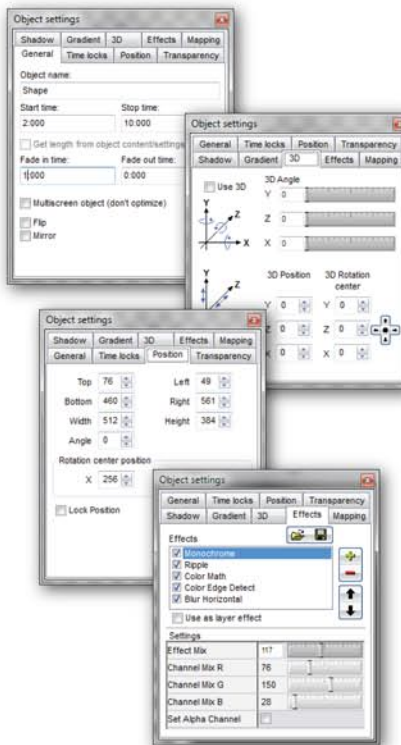 Object settings
Shadow Gradient 3D Effects Mapping
General Time locks Position Transparency
Object name:
Shape
Start time: Stop time:
2:000 10:000
Get length from object content/settings
Fade in time: Fade out time:
1:000 0:000
Multiscreen object (don't optimize)
Flip
Mirror
Object settings
General Time locks Position Transparency
Shadow Gradient 3D Effects Mapping
Use 3D 3D Angle
Y 0
Y Z Z 0
X X 0
Y Z 3D Position 3D Rotation center
Y 0 Y 0
Z 0 Z 0
X 0 X 0
Object settings
Shadow Gradient 3D Effects Mapping
General Time locks Position Transparency
Top 76 Left 49
Bottom 460 Right 561
Width 512 Height 384
Angle 0
Rotation center position
X 256
Lock Position
Object settings
General Time locks Position Transparency
Shadow Gradient 3D Effects Mapping
Effects
Monochrome
Ripple
Color Math
Color Edge Detect
Blur Horizontal
Use as layer effect
Settings
Effect Mix 117
Channel Mix R 76
Channel Mix G 150
Channel Mix B 28
Set Alpha Channel